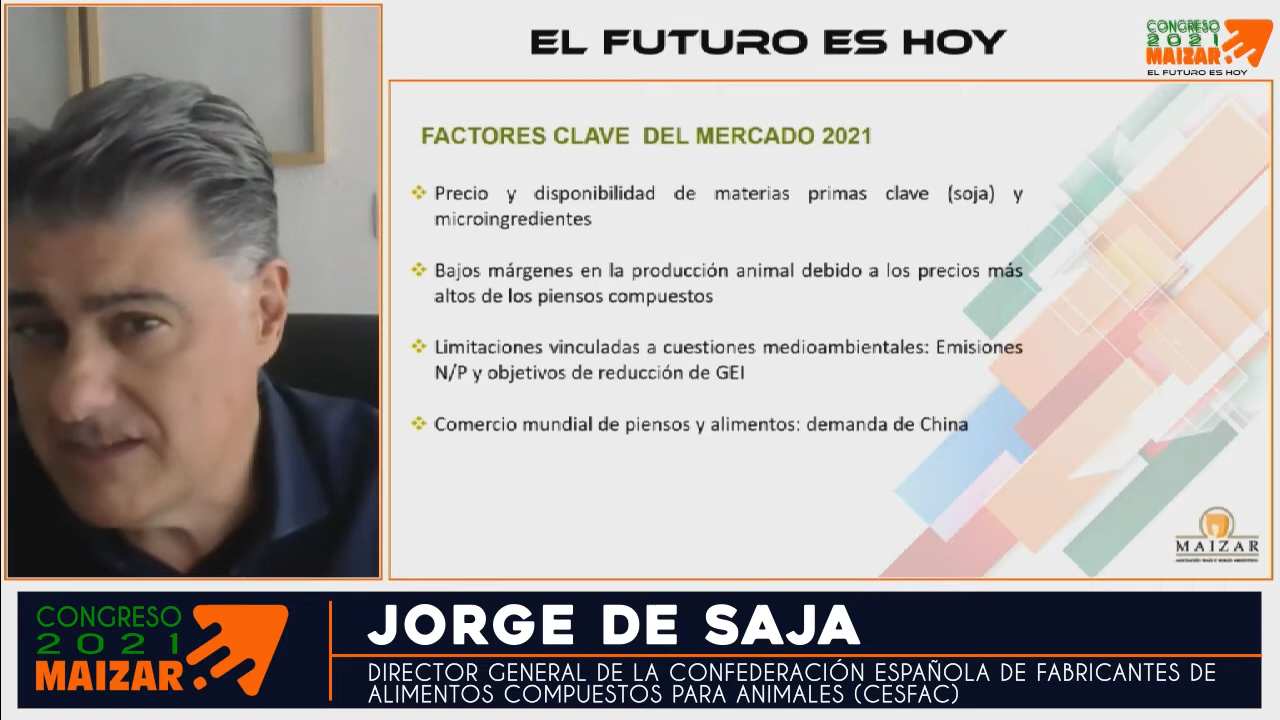 EL FUTURO ES HOY
CONGRESO
2021
MAIZAR
EL FUTURO ES HOY
FACTORES CLAVE DEL MERCADO 2021
Precio y disponibilidad de materias primas clave (soja) y
microingredientes
Bajos márgenes en la producción animal debido a los precios más
altos de los piensos compuestos
Limitaciones vinculadas a cuestiones medioambientales: Emisiones
N/P y objetivos de reducción de GEI
Comercio mundial de piensos y alimentos: demanda de China
MAIZAR
CONGRESO
2021
MAIZAR
JORGE DE SAJA
DIRECTOR GENERAL DE LA CONFEDERACIÓN ESPAÑOLA DE FABRICANTES DE
ALIMENTOS COMPUESTOS PARA ANIMALES (CESFAC)